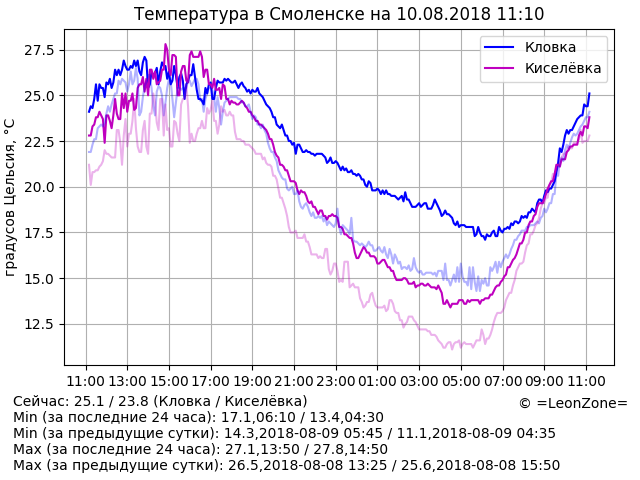 Температура в Смоленске на 10.08.2018 11:10
градусов Цельсия, °C
27.5
25.0
22.5
20.0
17.5
15.0
12.5
Кловка
Киселёвка
11:00 13:00 15:00 17:00 19:00 21:00 23:00 01:00 03:00 05:00 07:00 09:00 11:00
Сейчас: 25.1 / 23.8 (Кловка / Киселёвка)
© =LeonZone=
Min (за последние 24 часа): 17.1,06:10 / 13.4,04:30
Min (за предыдущие сутки): 14.3,2018-08-09 05:45 / 11.1,2018-08-09 04:35
Max (за последние 24 часа): 27.1,13:50 / 27.8,14:50
Max (за предыдущие сутки): 26.5,2018-08-08 13:25 / 25.6,2018-08-08 15:50